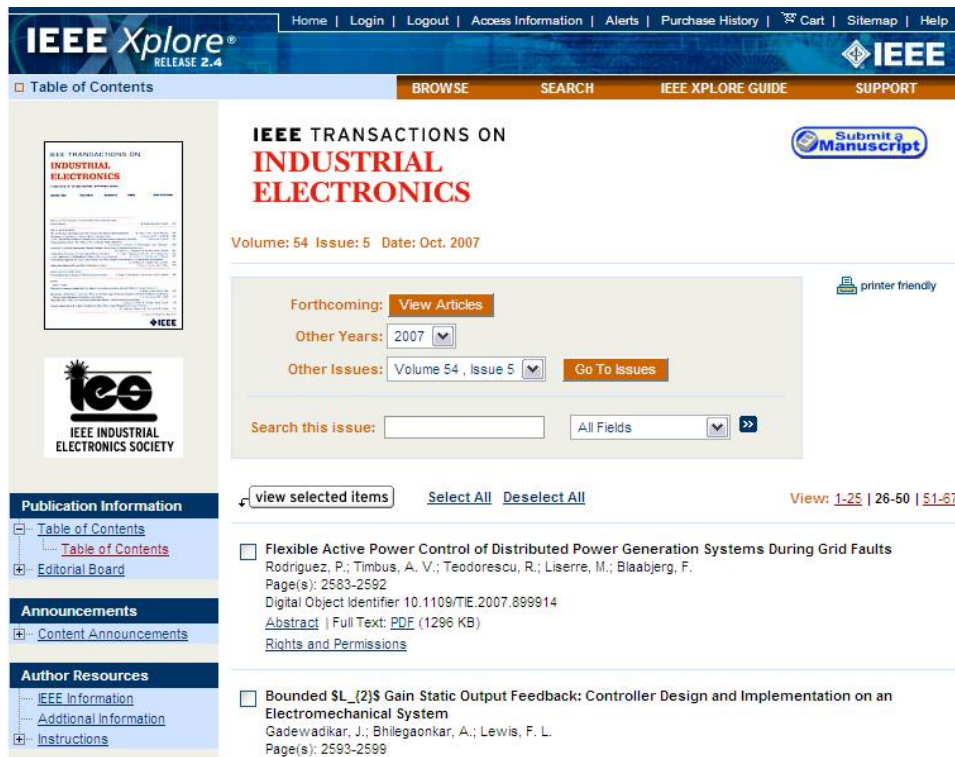 Home | Login | Logout | Access Information | Alerts | Purchase History | Cart | Sitemap | Help
IEEE Xplore®
RELEASE 2.4
IEEE
Table of Contents
BROWSE SEARCH IEEE XPLORE GUIDE SUPPORT
IEEE TRANSACTIONS ON
INDUSTRIAL
ELECTRONICS
Submit a
Manuscript
IEEE TRANSACTIONS ON
INDUSTRIAL
ELECTRONICS
IEEE
Volume: 54 Issue: 5 Date: Oct. 2007
printer friendly
Forthcoming: View Articles
Other Years: 2007
Other Issues: Volume 54 , Issue 5 Go To Issues
Search this issue: All Fields >>
ies
IEEE INDUSTRIAL
ELECTRONICS SOCIETY
view selected items Select All Deselect All View: 1-25 | 26-50 | 51-67
Publication Information
Table of Contents
Table of Contents
Editorial Board
Announcements
Content Announcements
Author Resources
IEEE Information
Addtional Information
Instructions
Flexible Active Power Control of Distributed Power Generation Systems During Grid Faults
Rodriguez, P.; Timbus, A. V.; Teodorescu, R.; Liserre, M.; Blaabjerg, F.
Page(s): 2583-2592
Digital Object Identifier 10.1109/TIE.2007.899914
Abstract | Full Text: PDF (1296 KB)
Rights and Permissions
Bounded $L_{2}$ Gain Static Output Feedback: Controller Design and Implementation on an
Electromechanical System
Gadewadikar, J.; Bhilegaonkar, A.; Lewis, F. L.
Page(s): 2593-2599